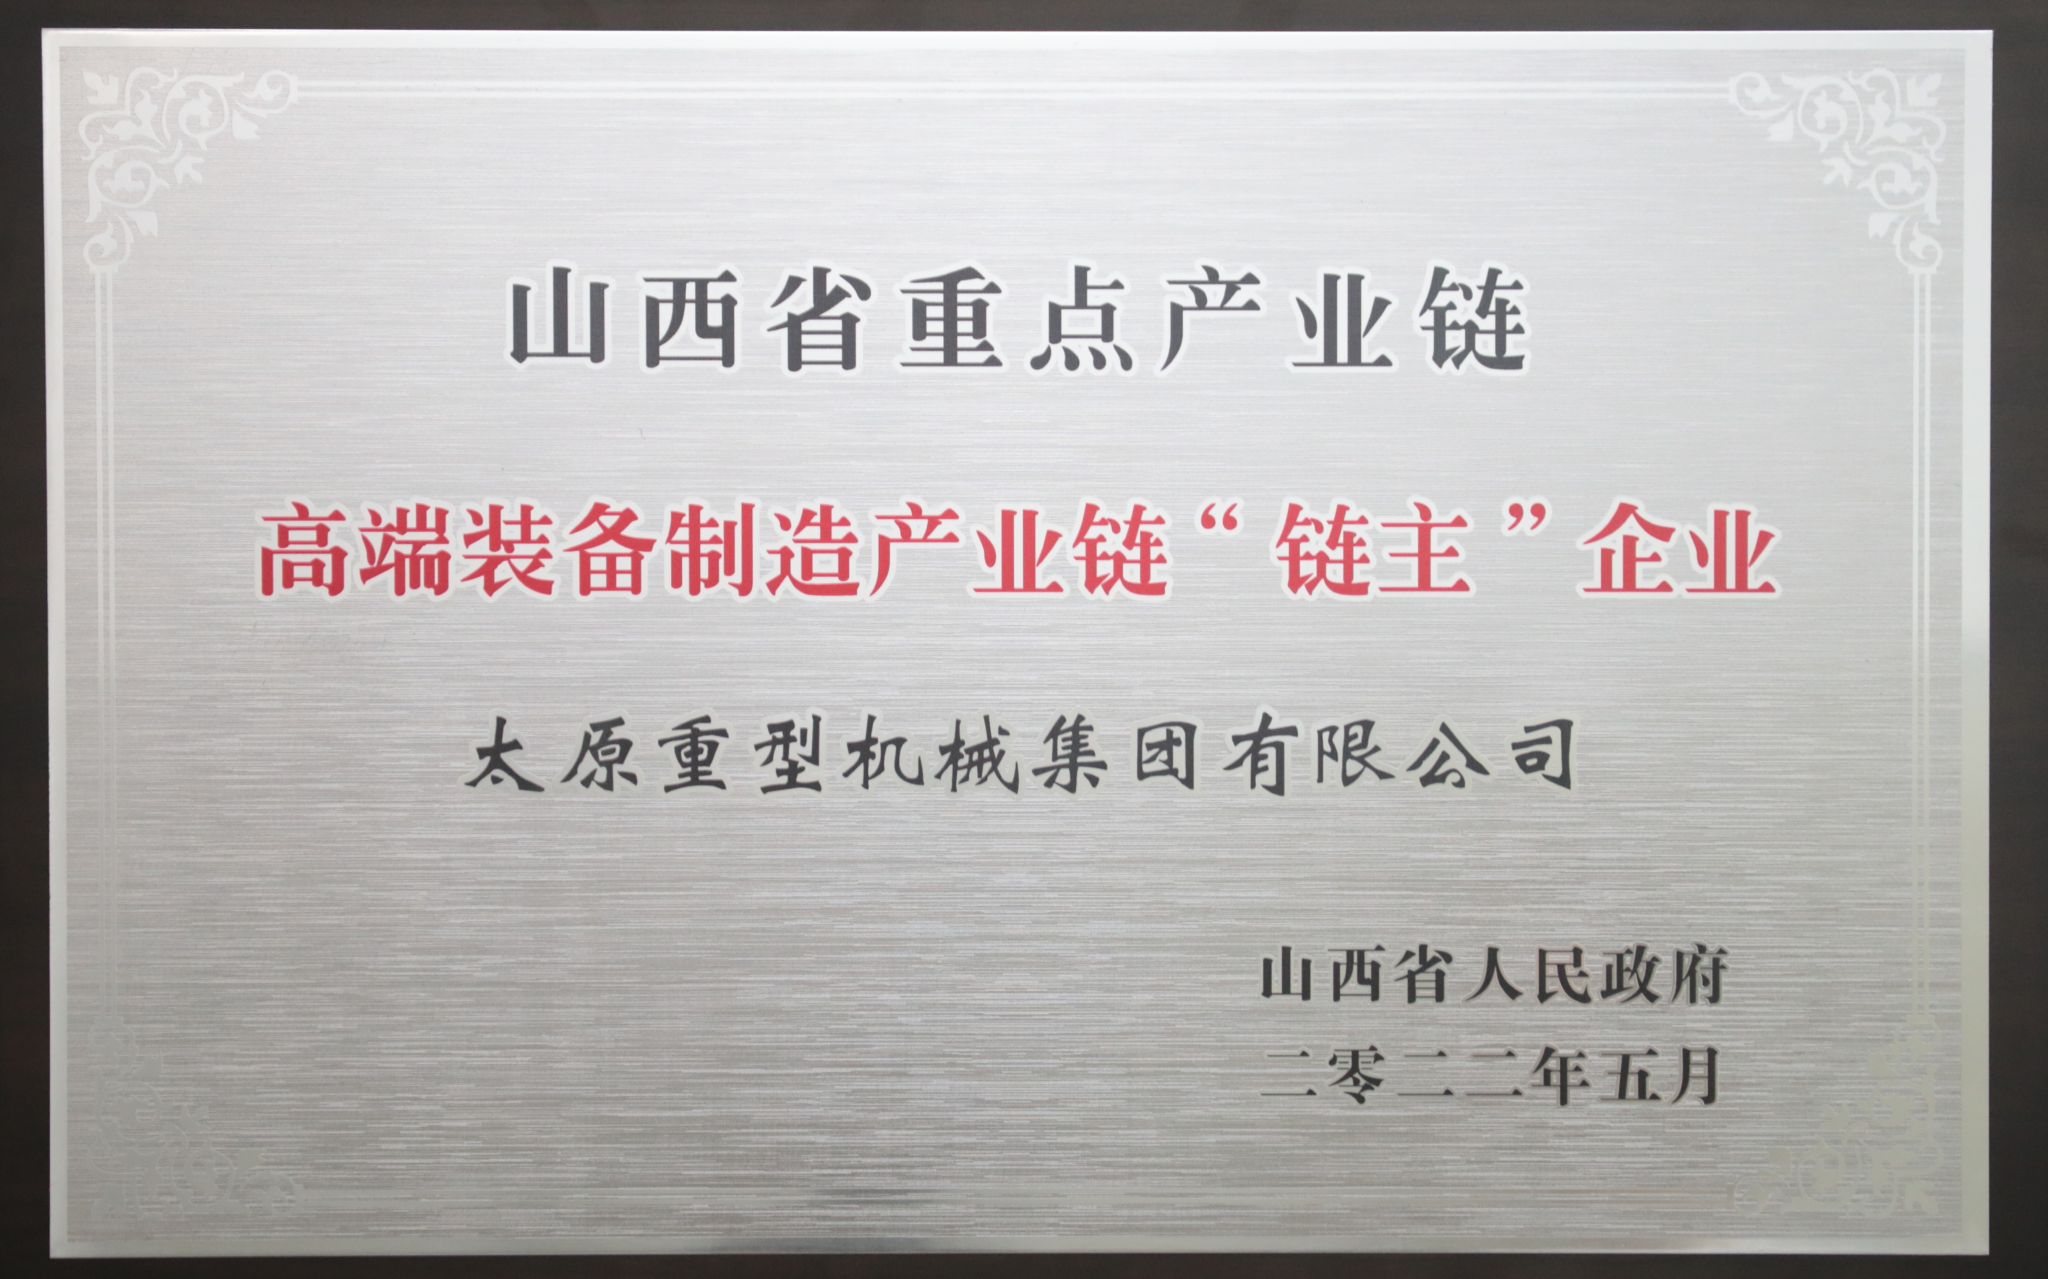 山西省重点产业链
高端装备制造产业链“链主”企业
太原重型机械集团有限公司
山西省人民政府
二零二二年五月